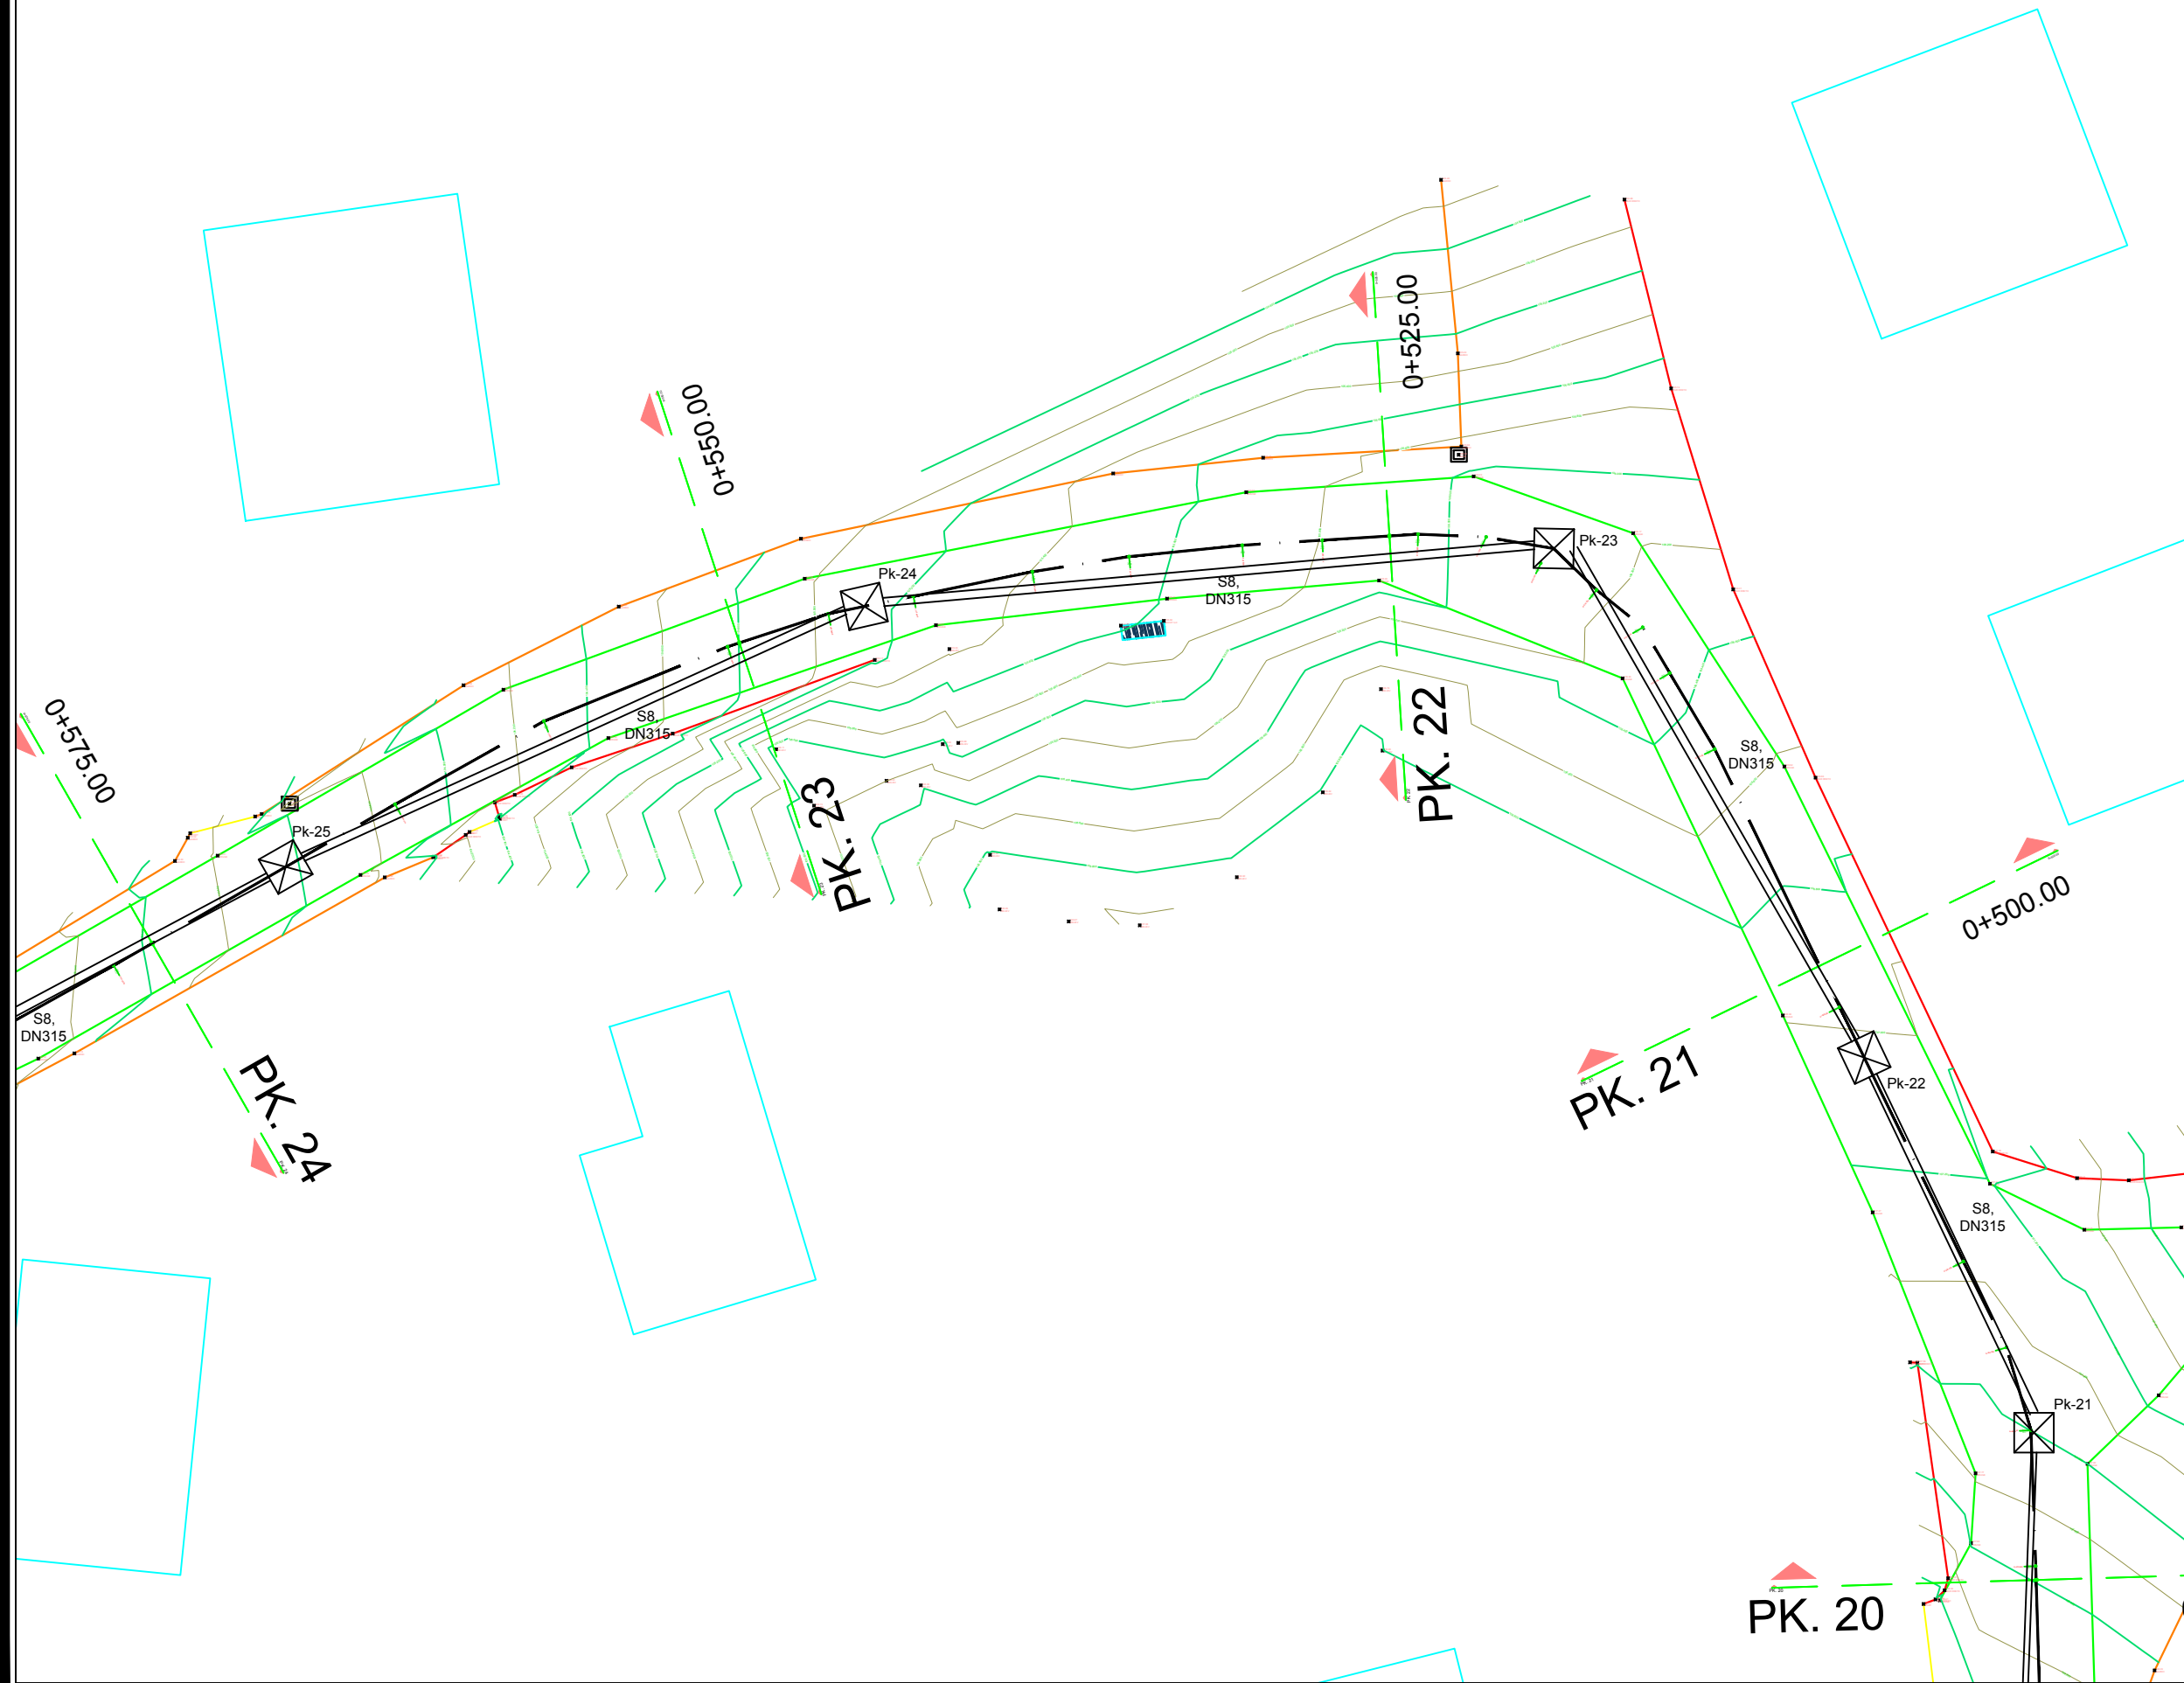 0+525.00
0+550.00
Pk-23
Pk-24
S8,
DN315
PK. 22
0+575.00
S8,
DN315
S8,
DN315
PK. 23
Pk-25
0+500.00
S8,
DN315
PK. 21
Pk-22
PK. 24
S8,
DN315
Pk-21
PK. 20